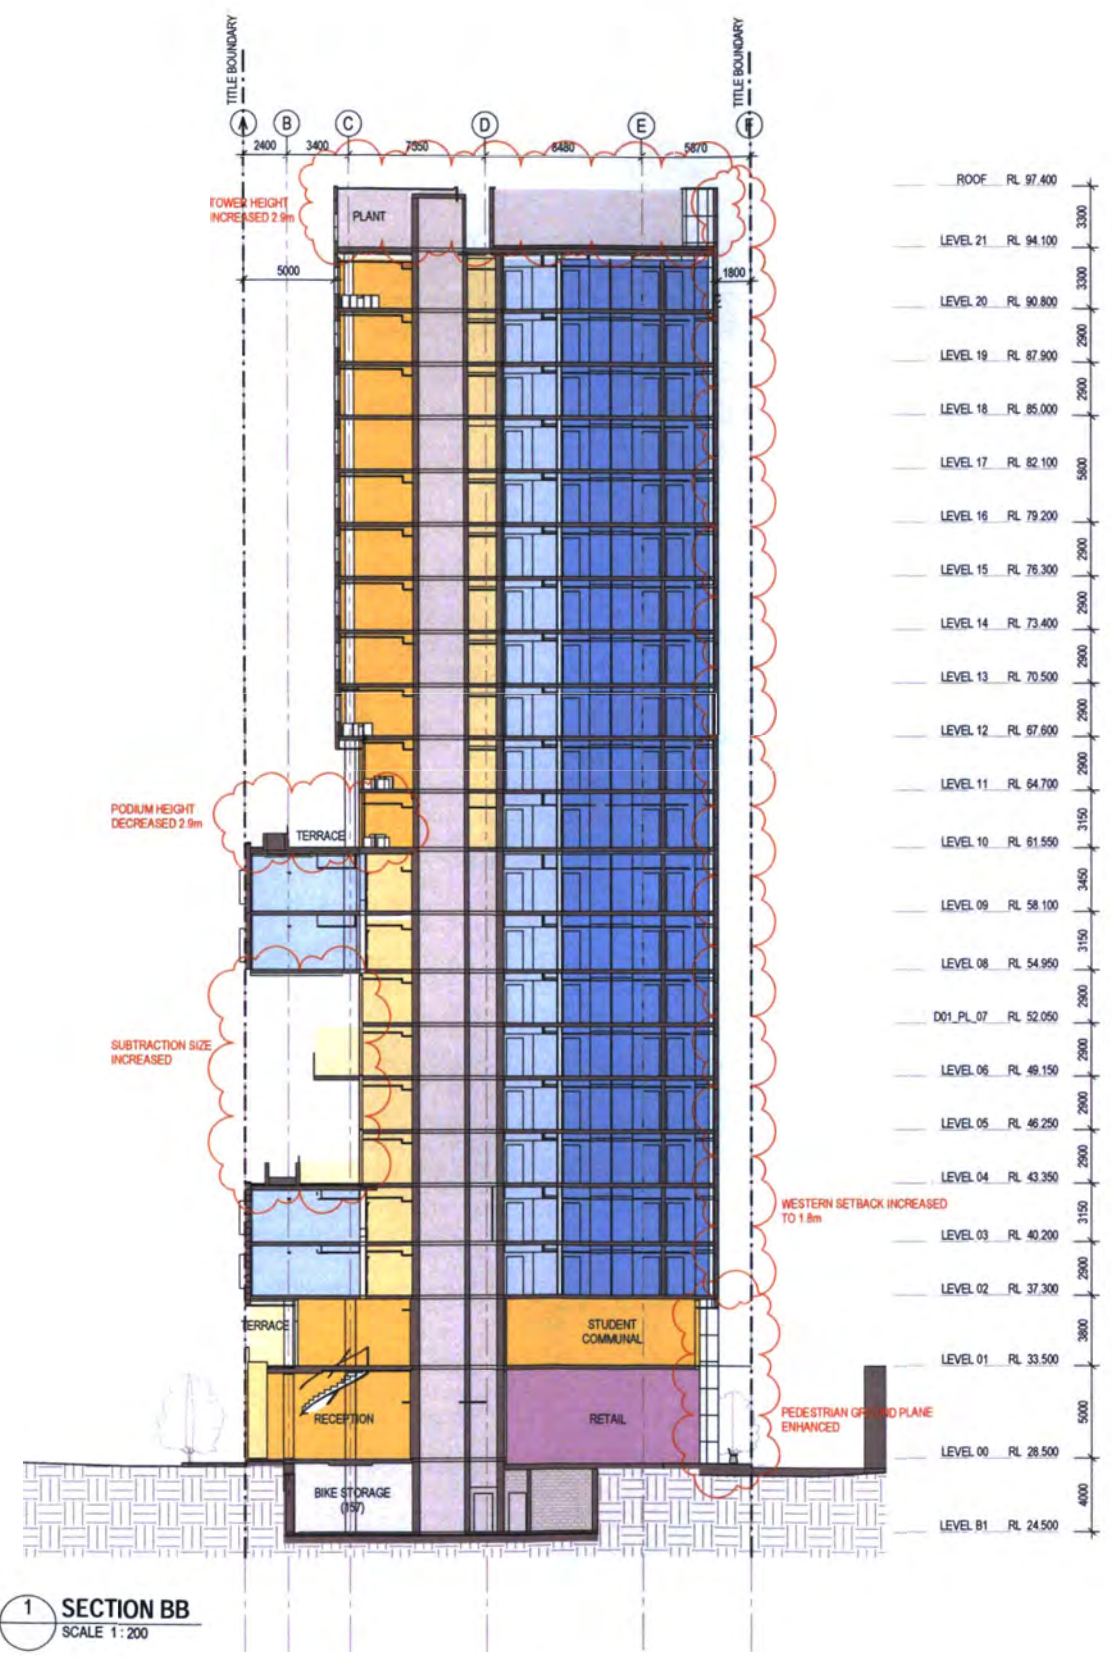 TITLE BOUNDARY
TITLE BOUNDARY
A B C D E F
2400 3400 7550 8480 5870
TOWER HEIGHT
INCREASED 2.9m
PLANT
5000
1800
PODIUM HEIGHT
DECREASED 2.9m
TERRACE
SUBTRACTION SIZE
INCREASED
WESTERN SETBACK INCREASED
TO 1.8m
TERRACE
STUDENT
COMMUNAL
RECEPTION
RETAIL
PEDESTRIAN GROUND PLANE
ENHANCED
BIKE STORAGE
(157)
ROOF RL 97.400
3300
LEVEL 21 RL 94.100
3300
LEVEL 20 RL 90.800
2900
LEVEL 19 RL 87.900
2900
LEVEL 18 RL 85.000
LEVEL 17 RL 82.100
5800
LEVEL 16 RL 79.200
2900
LEVEL 15 RL 76.300
2900
LEVEL 14 RL 73.400
2900
LEVEL 13 RL 70.500
2900
LEVEL 12 RL 67.600
2900
LEVEL 11 RL 64.700
3150
LEVEL 10 RL 61.550
3450
LEVEL 09 RL 58.100
3150
LEVEL 08 RL 54.950
2900
D01_PL_07 RL 52.050
2900
LEVEL 06 RL 49.150
2900
LEVEL 05 RL 46.250
2900
LEVEL 04 RL 43.350
3150
LEVEL 03 RL 40.200
2900
LEVEL 02 RL 37.300
3800
LEVEL 01 RL 33.500
5000
LEVEL 00 RL 28.500
4000
LEVEL B1 RL 24.500
1 SECTION BB
SCALE 1 : 200